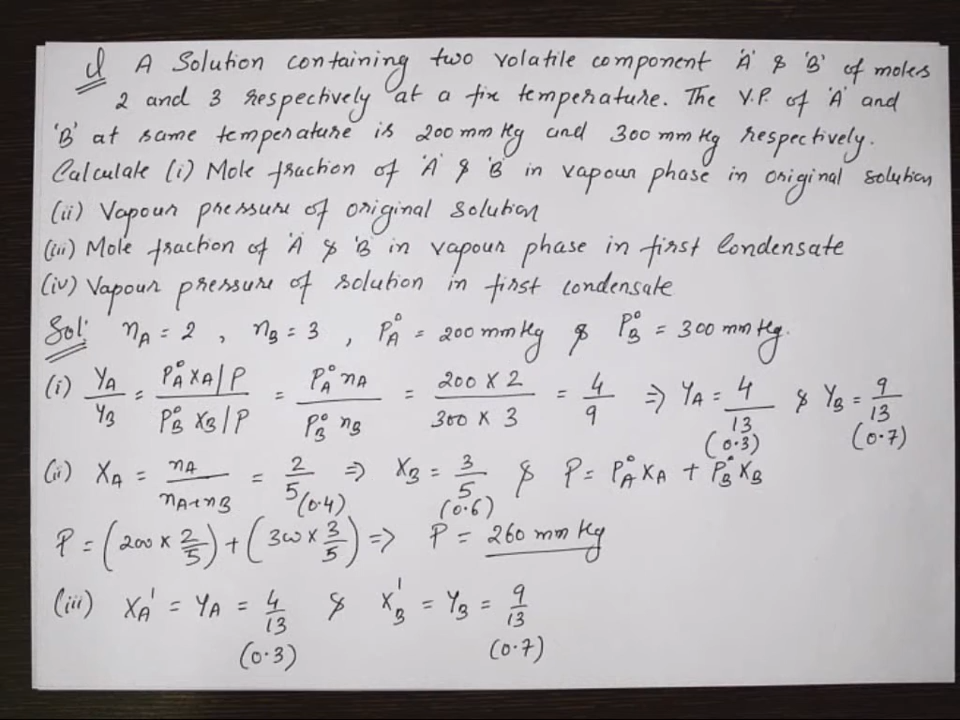 Q A Solution containing two volatile component 'A' & 'B' of moles
2 and 3 respectively at a fix temperature. The V.P. of 'A' and
'B' at same temperature is 200 mm Hg and 300 mm Hg respectively.
Calculate (i) Mole fraction of 'A' & 'B' in vapour phase in original solution
(ii) Vapour pressure of original solution
(iii) Mole fraction of 'A' & 'B' in vapour phase in first Condensate
(iv) Vapour pressure of solution in first condensate
Sol: nA = 2 , nB = 3 , P°A = 200 mm Hg & P°B = 300 mm Hg.
(i) YA/YB = (P°A XA/P)/(P°B XB/P) = (P°A nA)/(P°B nB) = (200 X 2)/(300 X 3) = 4/9 => YA = 4/13 (0.3) & YB = 9/13 (0.7)
(ii) XA = nA/(nA+nB) = 2/5 (0.4) => XB = 3/5 (0.6) & P = P°A XA + P°B XB
P = (200 X 2/5) + (300 X 3/5) => P = 260 mm Hg
(iii) XA' = YA = 4/13 (0.3) & XB' = YB = 9/13 (0.7)